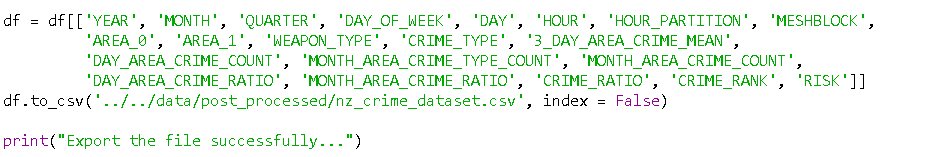 df = df[['YEAR', 'MONTH', 'QUARTER', 'DAY_OF_WEEK', 'DAY', 'HOUR', 'HOUR_PARTITION', 'MESHBLOCK',
'AREA_0', 'AREA_1', 'WEAPON_TYPE', 'CRIME_TYPE', '3_DAY_AREA_CRIME_MEAN',
'DAY_AREA_CRIME_COUNT', 'MONTH_AREA_CRIME_TYPE_COUNT', 'MONTH_AREA_CRIME_COUNT',
'DAY_AREA_CRIME_RATIO', 'MONTH_AREA_CRIME_RATIO', 'CRIME_RATIO', 'CRIME_RANK', 'RISK']]
df.to_csv('../../data/post_processed/nz_crime_dataset.csv', index = False)
print("Export the file successfully...")